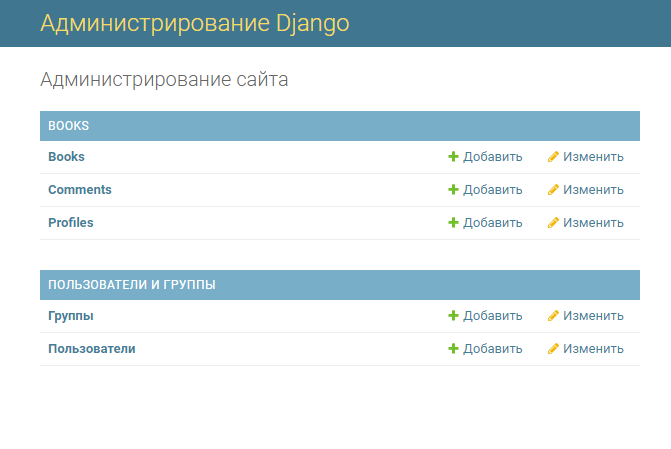 Администрирование Django
Администрирование сайта
BOOKS
Books Добавить Изменить
Comments Добавить Изменить
Profiles Добавить Изменить
ПОЛЬЗОВАТЕЛИ И ГРУППЫ
Группы Добавить Изменить
Пользователи Добавить Изменить